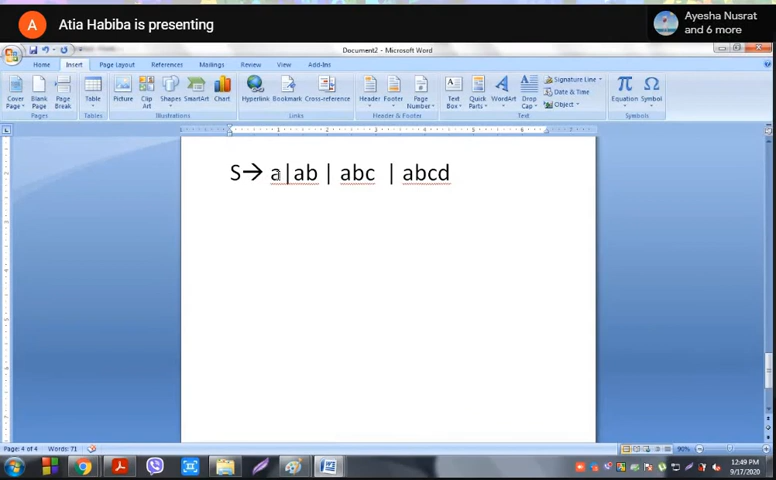 A Atia Habiba is presenting
Ayesha Nusrat
and 6 more
Document2 - Microsoft Word
Home Insert Page Layout References Mailings Review View Add-Ins
Cover Page Blank Page Page Break Table Picture Clip Art Shapes SmartArt Chart Hyperlink Bookmark Cross-reference Header Footer Page Number Text Box Quick Parts WordArt Drop Cap Signature Line Date & Time Object Equation Symbol
Pages Tables Illustrations Links Header & Footer Text Symbols
S→ a|ab | abc | abcd
Page: 4 of 4 Words: 71 90%
12:49 PM
9/17/2020